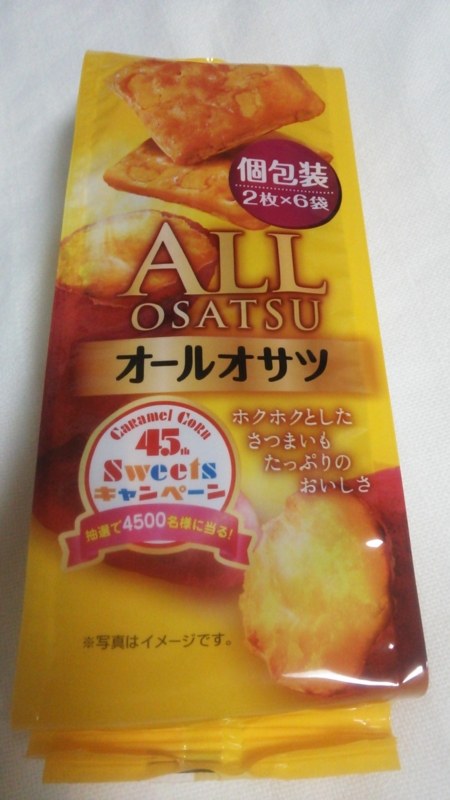 個包装
2枚×6袋
ALL
OSATSU
オールオサツ
ホクホクとした
さつまいも
たっぷりの
おいしさ
Caramel Corn
45th
Sweets
キャンペーン
抽選で4500名様に当る!
※写真はイメージです。